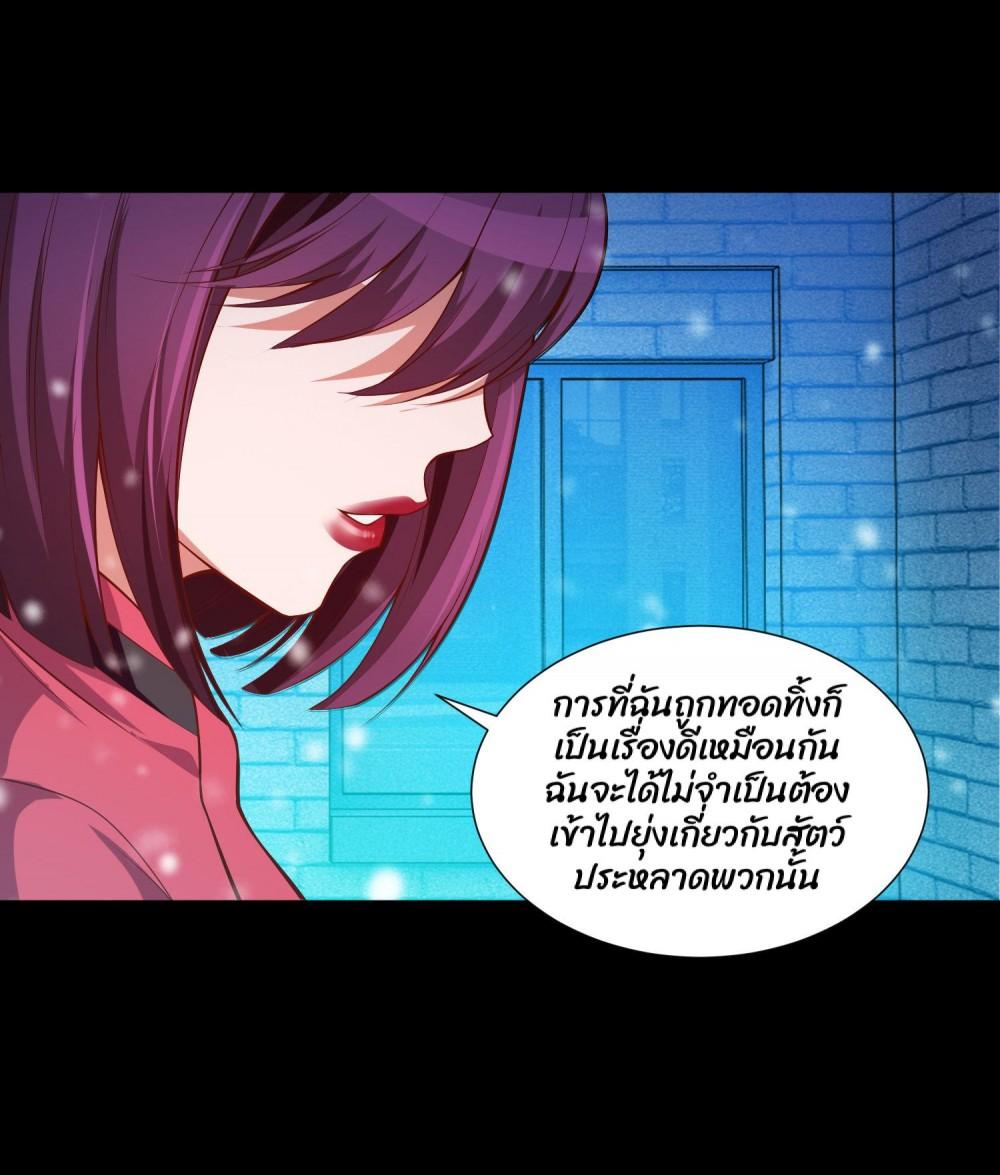 การที่ฉันถูกทอดทิ้งก็
เป็นเรื่องดีเหมือนกัน
ฉันจะได้ไม่จำเป็นต้อง
เข้าไปยุ่งเกี่ยวกับสัตว์
ประหลาดพวกนั้น